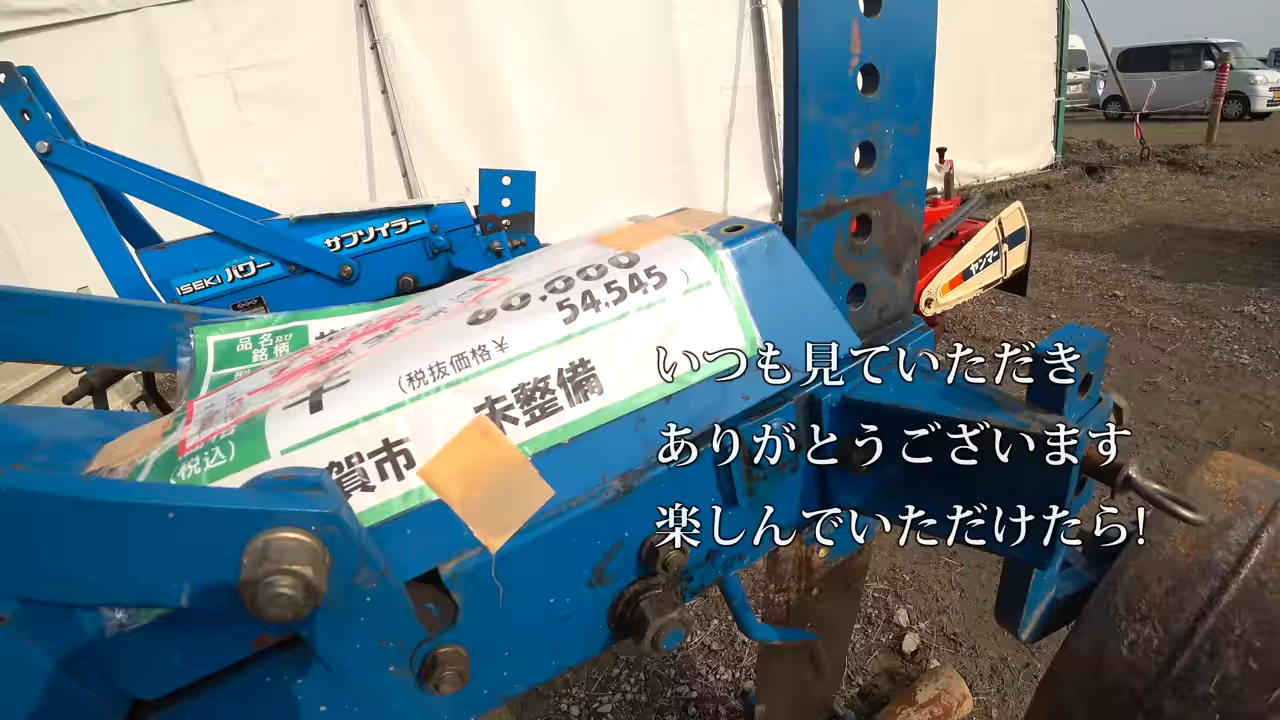 サブソイラー
ISEKI パワー
ヤンマー
60.000
54.545
(税抜価格¥
品名及び
銘柄
未整備
(税込)
賀市
いつも見ていただき
ありがとうございます
楽しんでいただけたら!